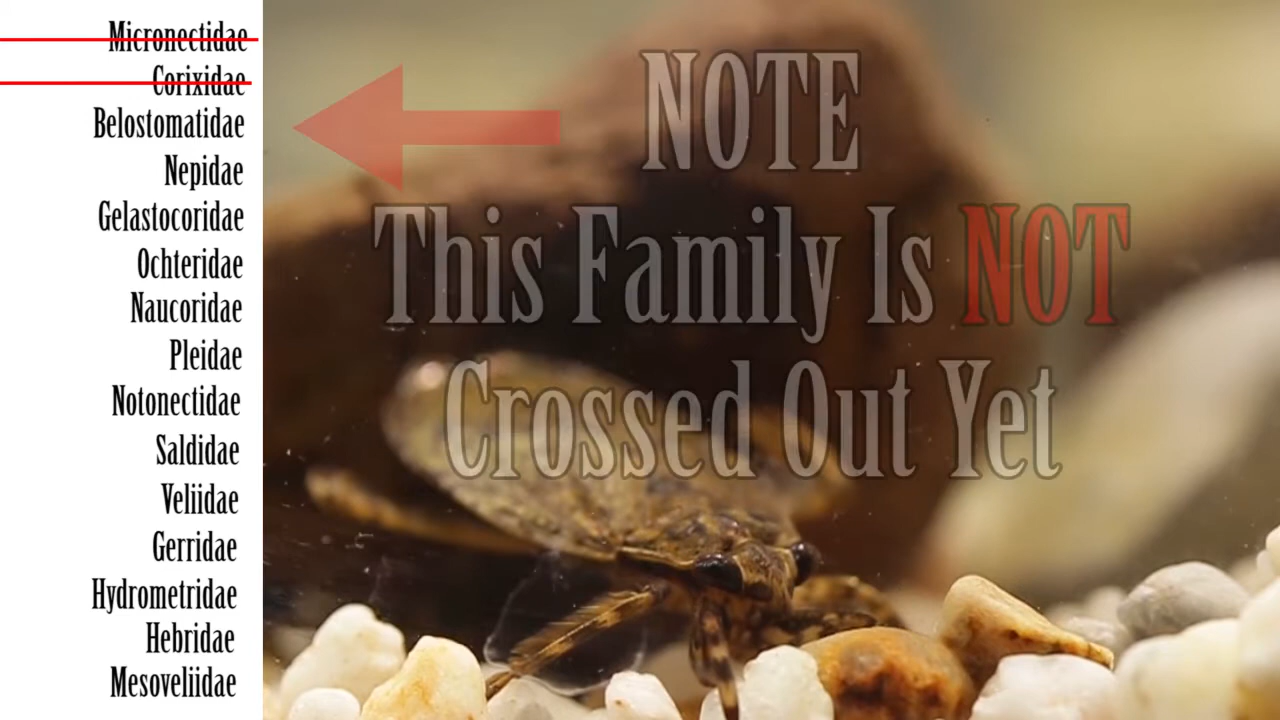 Micronectidae
Corixidae
Belostomatidae
Nepidae
Gelastocoridae
Ochteridae
Naucoridae
Pleidae
Notonectidae
Saldidae
Veliidae
Gerridae
Hydrometridae
Hebridae
Mesoveliidae
NOTE
This Family Is NOT
Crossed Out Yet